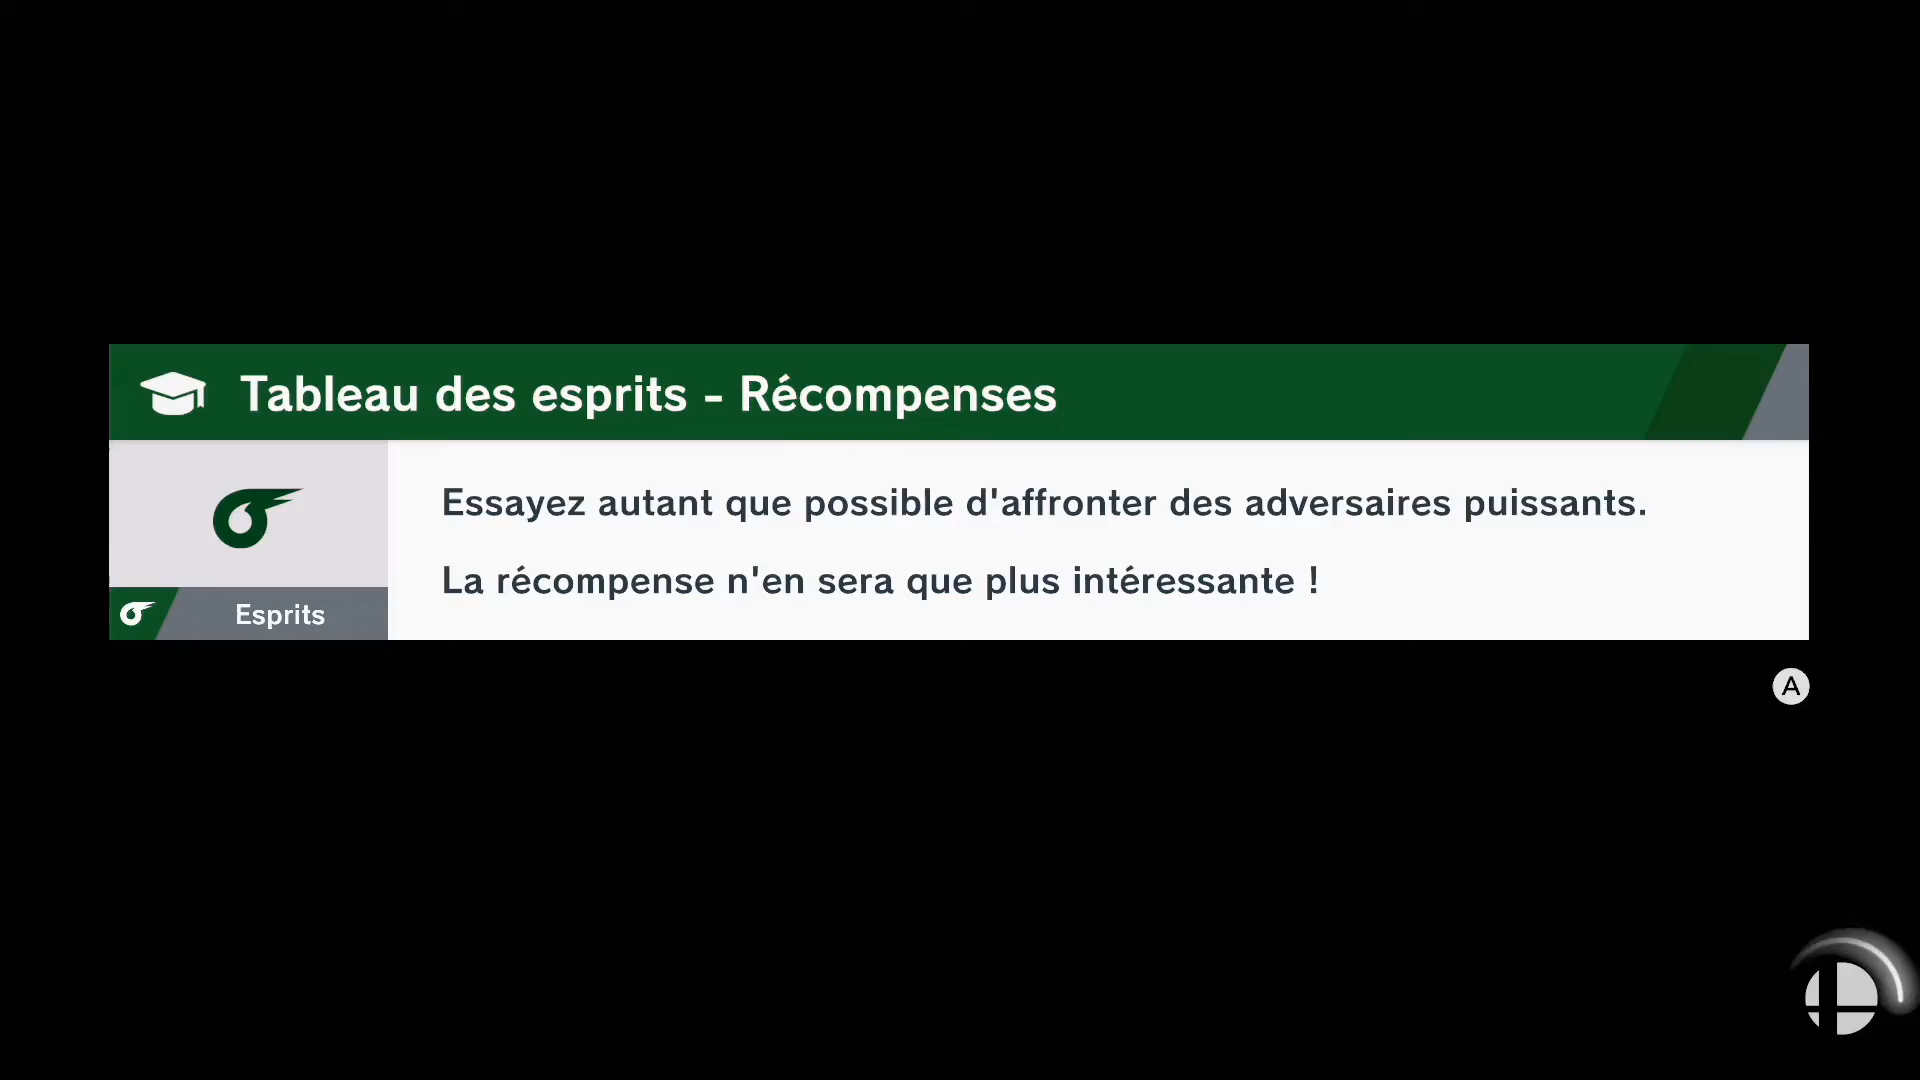 Tableau des esprits - Récompenses
Essayez autant que possible d'affronter des adversaires puissants.
La récompense n'en sera que plus intéressante !
Esprits
A